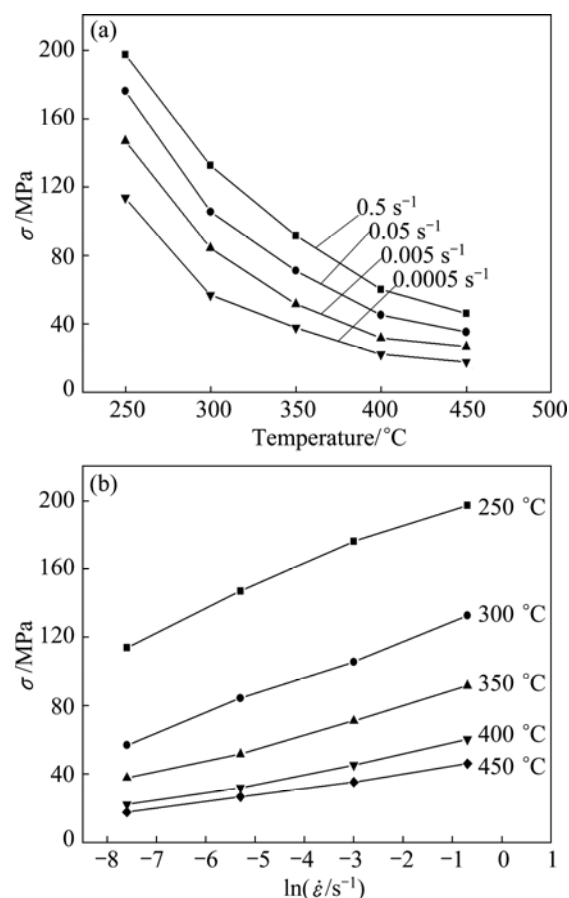 (a)
200
160
120
80
40
0
σ/MPa
0.5 s⁻¹
0.05 s⁻¹
0.005 s⁻¹
0.0005 s⁻¹
250 300 350 400 450 500
Temperature/°C
(b)
200
160
120
80
40
0
σ/MPa
250 °C
300 °C
350 °C
400 °C
450 °C
−8 −7 −6 −5 −4 −3 −2 −1 0 1
ln(ε̇/s⁻¹)